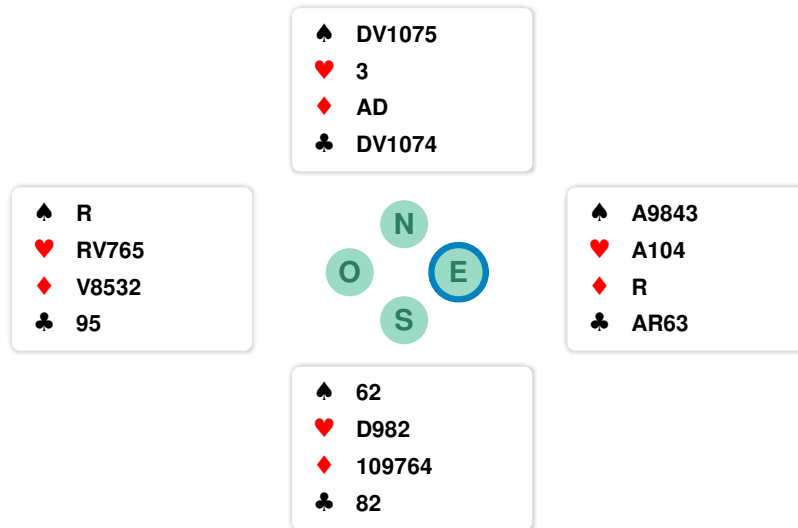 ♠ DV1075
♥ 3
♦ AD
♣ DV1074
♠ R
♥ RV765
♦ V8532
♣ 95
N
O E
S
♠ A9843
♥ A104
♦ R
♣ AR63
♠ 62
♥ D982
♦ 109764
♣ 82